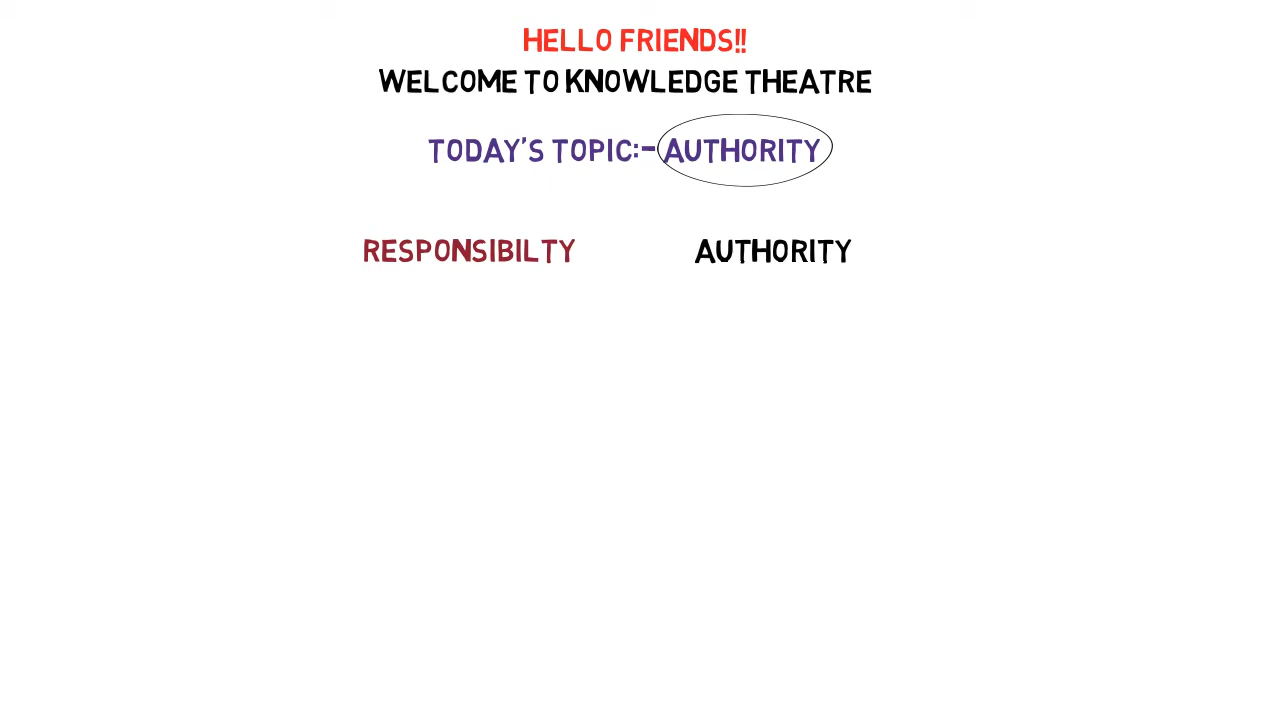 HELLO FRIENDS!!
WELCOME TO KNOWLEDGE THEATRE
TODAY'S TOPIC:- AUTHORITY
RESPONSIBILTY AUTHORITY